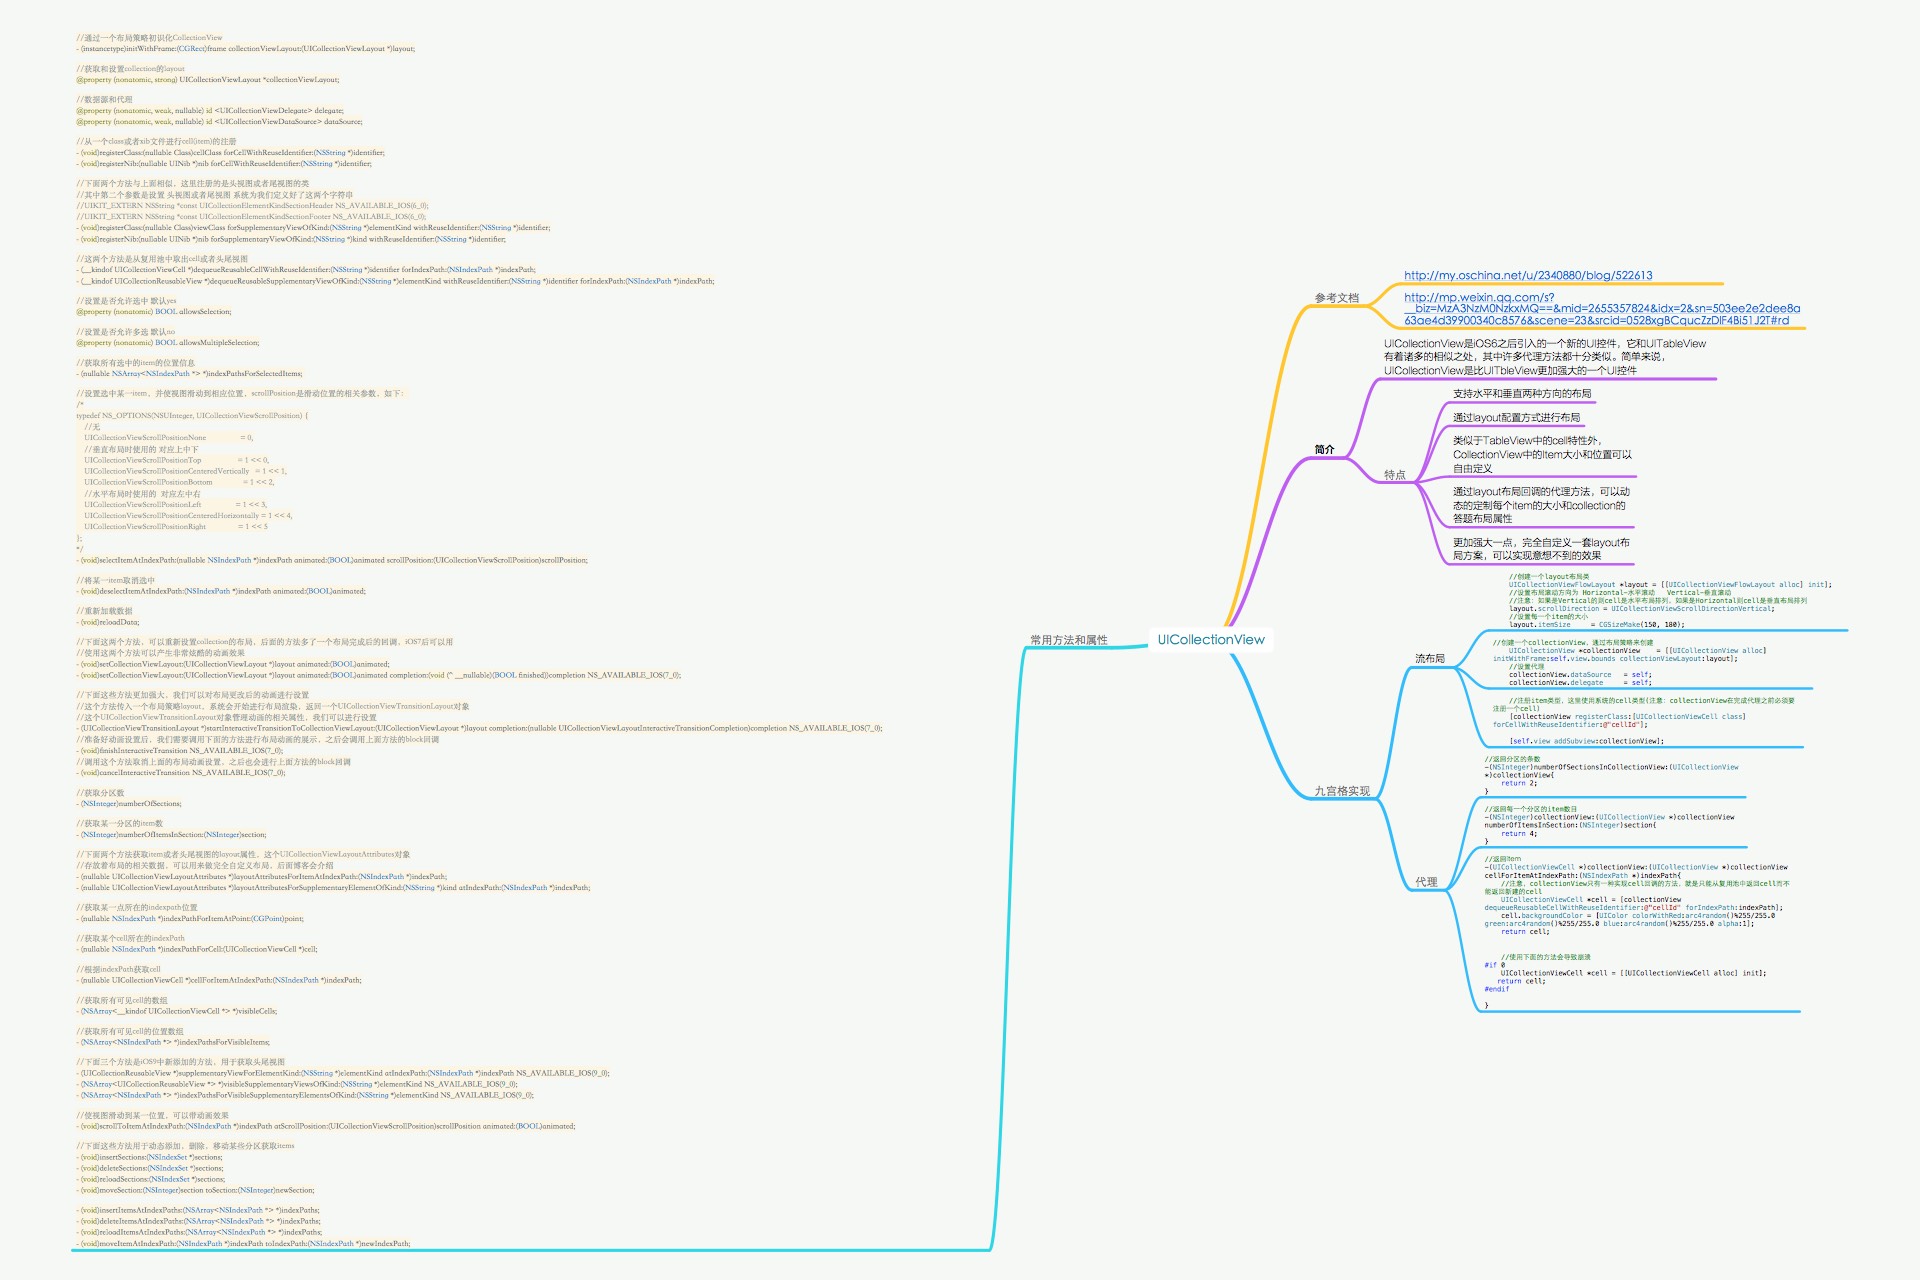 //通过一个布局策略初识化CollectionView
- (instancetype)initWithFrame:(CGRect)frame collectionViewLayout:(UICollectionViewLayout *)layout;
//获取和设置collection的layout
@property (nonatomic, strong) UICollectionViewLayout *collectionViewLayout;
//数据源和代理
@property (nonatomic, weak, nullable) id <UICollectionViewDelegate> delegate;
@property (nonatomic, weak, nullable) id <UICollectionViewDataSource> dataSource;
//从一个class或者xib文件进行cell(item)的注册
- (void)registerClass:(nullable Class)cellClass forCellWithReuseIdentifier:(NSString *)identifier;
- (void)registerNib:(nullable UINib *)nib forCellWithReuseIdentifier:(NSString *)identifier;
//下面两个方法与上面相似，这里注册的是头视图或者尾视图的类
//其中第二个参数是设置 头视图或者尾视图 系统为我们定义好了这两个字符串
//UIKIT_EXTERN NSString *const UICollectionElementKindSectionHeader NS_AVAILABLE_IOS(6_0);
//UIKIT_EXTERN NSString *const UICollectionElementKindSectionFooter NS_AVAILABLE_IOS(6_0);
- (void)registerClass:(nullable Class)viewClass forSupplementaryViewOfKind:(NSString *)elementKind withReuseIdentifier:(NSString *)identifier;
- (void)registerNib:(nullable UINib *)nib forSupplementaryViewOfKind:(NSString *)kind withReuseIdentifier:(NSString *)identifier;
//这两个方法是从复用池中取出cell或者头尾视图
- (__kindof UICollectionViewCell *)dequeueReusableCellWithReuseIdentifier:(NSString *)identifier forIndexPath:(NSIndexPath *)indexPath;
- (__kindof UICollectionReusableView *)dequeueReusableSupplementaryViewOfKind:(NSString *)elementKind withReuseIdentifier:(NSString *)identifier forIndexPath:(NSIndexPath *)indexPath;
//设置是否允许选中 默认yes
@property (nonatomic) BOOL allowsSelection;
//设置是否允许多选 默认no
@property (nonatomic) BOOL allowsMultipleSelection;
//获取所有选中的item的位置信息
- (nullable NSArray<NSIndexPath *> *)indexPathsForSelectedItems;
//设置选中某一item，并使视图滑动到相应位置，scrollPosition是滑动位置的相关参数，如下：
/*
typedef NS_OPTIONS(NSUInteger, UICollectionViewScrollPosition) {
//无
UICollectionViewScrollPositionNone = 0,
//垂直布局时使用的 对应上中下
UICollectionViewScrollPositionTop = 1 << 0,
UICollectionViewScrollPositionCenteredVertically = 1 << 1,
UICollectionViewScrollPositionBottom = 1 << 2,
//水平布局时使用的 对应左中右
UICollectionViewScrollPositionLeft = 1 << 3,
UICollectionViewScrollPositionCenteredHorizontally = 1 << 4,
UICollectionViewScrollPositionRight = 1 << 5
};
*/
- (void)selectItemAtIndexPath:(nullable NSIndexPath *)indexPath animated:(BOOL)animated scrollPosition:(UICollectionViewScrollPosition)scrollPosition;
//将某一item取消选中
- (void)deselectItemAtIndexPath:(NSIndexPath *)indexPath animated:(BOOL)animated;
//重新加载数据
- (void)reloadData;
//下面这两个方法，可以重新设置collection的布局，后面的方法多了一个布局完成后的回调，iOS7后可以用
//使用这两个方法可以产生非常炫酷的动画效果
- (void)setCollectionViewLayout:(UICollectionViewLayout *)layout animated:(BOOL)animated;
- (void)setCollectionViewLayout:(UICollectionViewLayout *)layout animated:(BOOL)animated completion:(void (^ __nullable)(BOOL finished))completion NS_AVAILABLE_IOS(7_0);
//下面这些方法更加强大，我们可以对布局更改后的动画进行设置
//这个方法传入一个布局策略layout，系统会开始进行布局渲染，返回一个UICollectionViewTransitionLayout对象
//这个UICollectionViewTransitionLayout对象管理动画的相关属性，我们可以进行设置
- (UICollectionViewTransitionLayout *)startInteractiveTransitionToCollectionViewLayout:(UICollectionViewLayout *)layout completion:(nullable UICollectionViewLayoutInteractiveTransitionCompletion)completion NS_AVAILABLE_IOS(7_0);
//准备好动画设置后，我们需要调用下面的方法进行布局动画的展示，之后会调用上面方法的block回调
- (void)finishInteractiveTransition NS_AVAILABLE_IOS(7_0);
//调用这个方法取消上面的布局动画设置，之后也会进行上面方法的block回调
- (void)cancelInteractiveTransition NS_AVAILABLE_IOS(7_0);
//获取分区数
- (NSInteger)numberOfSections;
//获取某一分区的item数
- (NSInteger)numberOfItemsInSection:(NSInteger)section;
//下面两个方法获取item或者头尾视图的layout属性，这个UICollectionViewLayoutAttributes对象
//存放着布局的相关数据，可以用来做完全自定义布局，后面博客会介绍
- (nullable UICollectionViewLayoutAttributes *)layoutAttributesForItemAtIndexPath:(NSIndexPath *)indexPath;
- (nullable UICollectionViewLayoutAttributes *)layoutAttributesForSupplementaryElementOfKind:(NSString *)kind atIndexPath:(NSIndexPath *)indexPath;
//获取某一点所在的indexpath位置
- (nullable NSIndexPath *)indexPathForItemAtPoint:(CGPoint)point;
//获取某个cell所在的indexPath
- (nullable NSIndexPath *)indexPathForCell:(UICollectionViewCell *)cell;
//根据indexPath获取cell
- (nullable UICollectionViewCell *)cellForItemAtIndexPath:(NSIndexPath *)indexPath;
//获取所有可见cell的数组
- (NSArray<__kindof UICollectionViewCell *> *)visibleCells;
//获取所有可见cell的位置数组
- (NSArray<NSIndexPath *> *)indexPathsForVisibleItems;
//下面三个方法是iOS9中新添加的方法，用于获取头尾视图
- (UICollectionReusableView *)supplementaryViewForElementKind:(NSString *)elementKind atIndexPath:(NSIndexPath *)indexPath NS_AVAILABLE_IOS(9_0);
- (NSArray<UICollectionReusableView *> *)visibleSupplementaryViewsOfKind:(NSString *)elementKind NS_AVAILABLE_IOS(9_0);
- (NSArray<NSIndexPath *> *)indexPathsForVisibleSupplementaryElementsOfKind:(NSString *)elementKind NS_AVAILABLE_IOS(9_0);
//使视图滑动到某一位置，可以带动画效果
- (void)scrollToItemAtIndexPath:(NSIndexPath *)indexPath atScrollPosition:(UICollectionViewScrollPosition)scrollPosition animated:(BOOL)animated;
//下面这些方法用于动态添加，删除，移动某些分区获取items
- (void)insertSections:(NSIndexSet *)sections;
- (void)deleteSections:(NSIndexSet *)sections;
- (void)reloadSections:(NSIndexSet *)sections;
- (void)moveSection:(NSInteger)section toSection:(NSInteger)newSection;
- (void)insertItemsAtIndexPaths:(NSArray<NSIndexPath *> *)indexPaths;
- (void)deleteItemsAtIndexPaths:(NSArray<NSIndexPath *> *)indexPaths;
- (void)reloadItemsAtIndexPaths:(NSArray<NSIndexPath *> *)indexPaths;
- (void)moveItemAtIndexPath:(NSIndexPath *)indexPath toIndexPath:(NSIndexPath *)newIndexPath;
常用方法和属性
UICollectionView
参考文档
http://my.oschina.net/u/2340880/blog/522613
http://mp.weixin.qq.com/s?
__biz=MzA3NzM0NzkxMQ==&mid=2655357824&idx=2&sn=503ee2e2dee8a
63ae4d39900340c8576&scene=23&srcid=0528xgBCqucZzDlF4Bi51J2T#rd
简介
UICollectionView是iOS6之后引入的一个新的UI控件，它和UITableView
有着诸多的相似之处，其中许多代理方法都十分类似。简单来说，
UICollectionView是比UITbleView更加强大的一个UI控件
特点
支持水平和垂直两种方向的布局
通过layout配置方式进行布局
类似于TableView中的cell特性外，
CollectionView中的Item大小和位置可以
自由定义
通过layout布局回调的代理方法，可以动
态的定制每个item的大小和collection的
答题布局属性
更加强大一点，完全自定义一套layout布
局方案，可以实现意想不到的效果
九宫格实现
流布局
//创建一个layout布局类
UICollectionViewFlowLayout *layout = [[UICollectionViewFlowLayout alloc] init];
//设置布局滚动方向为 Horizontal-水平滚动 Vertical-垂直滚动
//注意：如果是Vertical的则cell是水平布局排列，如果是Horizontal则cell是垂直布局排列
layout.scrollDirection = UICollectionViewScrollDirectionVertical;
//设置每一个item的大小
layout.itemSize = CGSizeMake(150, 180);
//创建一个collectionView，通过布局策略来创建
UICollectionView *collectionView = [[UICollectionView alloc]
initWithFrame:self.view.bounds collectionViewLayout:layout];
//设置代理
collectionView.dataSource = self;
collectionView.delegate = self;
//注册item类型，这里使用系统的cell类型(注意：collectionView在完成代理之前必须要
注册一个cell)
[collectionView registerClass:[UICollectionViewCell class]
forCellWithReuseIdentifier:@"cellId"];
[self.view addSubview:collectionView];
代理
//返回分区的条数
-(NSInteger)numberOfSectionsInCollectionView:(UICollectionView
*)collectionView{
return 2;
}
//返回每一个分区的item数目
-(NSInteger)collectionView:(UICollectionView *)collectionView
numberOfItemsInSection:(NSInteger)section{
return 4;
}
//返回Item
-(UICollectionViewCell *)collectionView:(UICollectionView *)collectionView
cellForItemAtIndexPath:(NSIndexPath *)indexPath{
//注意，collectionView只有一种实现cell回调的方法，就是只能从复用池中返回cell而不
能返回新建的cell
UICollectionViewCell *cell = [collectionView
dequeueReusableCellWithReuseIdentifier:@"cellId" forIndexPath:indexPath];
cell.backgroundColor = [UIColor colorWithRed:arc4random()%255/255.0
green:arc4random()%255/255.0 blue:arc4random()%255/255.0 alpha:1];
return cell;
//使用下面的方法会导致崩溃
#if 0
UICollectionViewCell *cell = [[UICollectionViewCell alloc] init];
return cell;
#endif
}